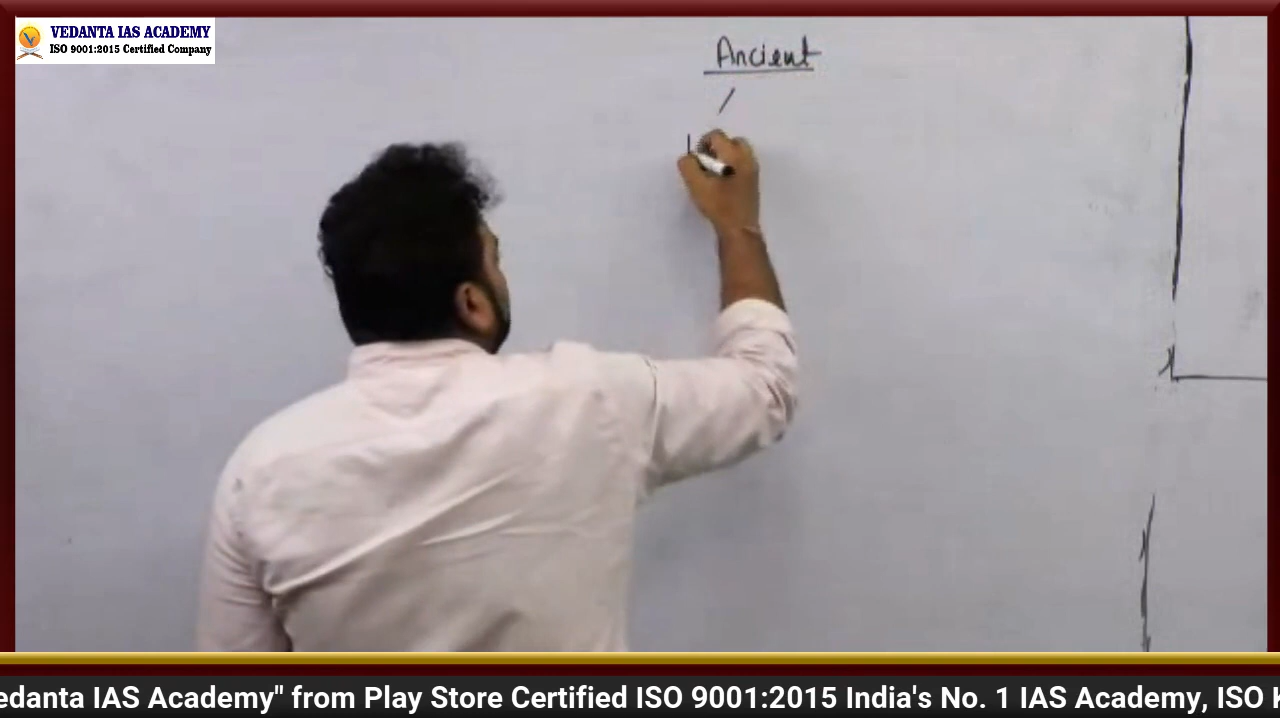 VEDANTA IAS ACADEMY
ISO 9001:2015 Certified Company
Ancient
edanta IAS Academy" from Play Store Certified ISO 9001:2015 India's No. 1 IAS Academy, ISO